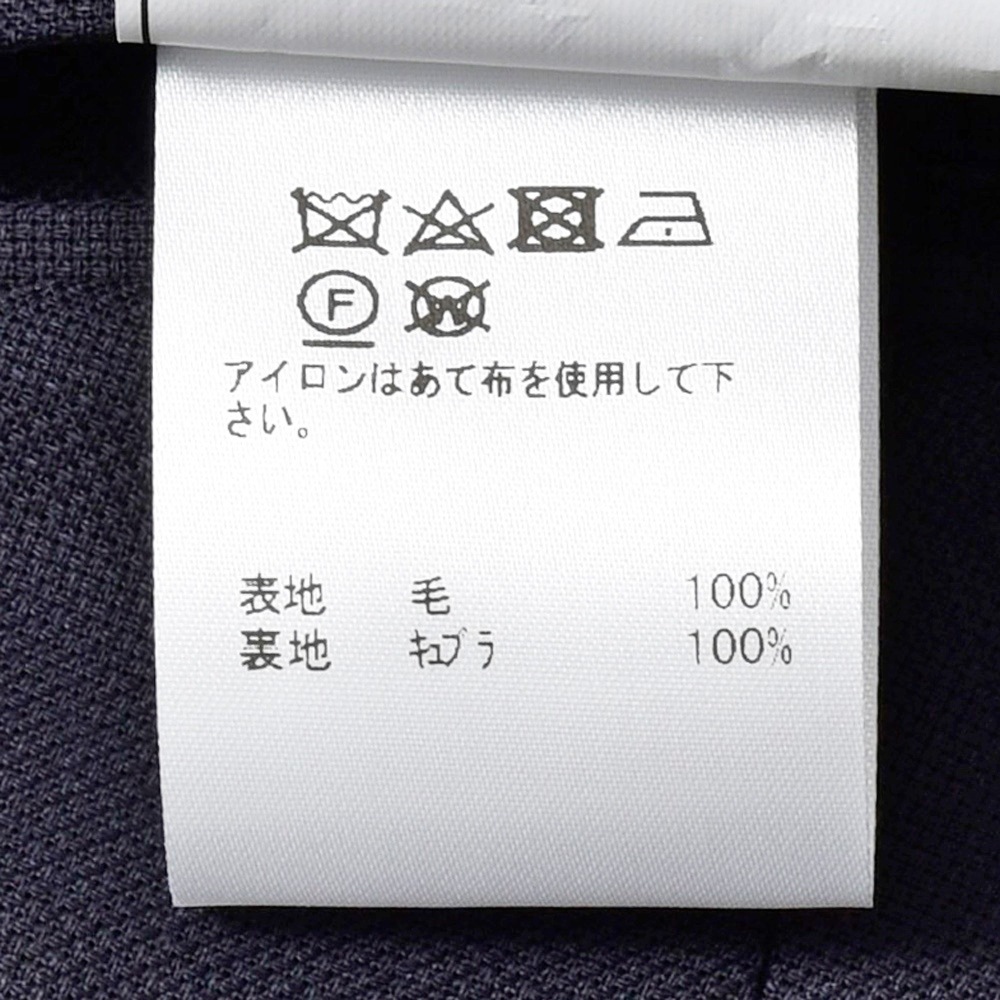 F
W
アイロンはあて布を使用して下
さい。
表地 毛 100%
裏地 ｷｭﾌﾟﾗ 100%